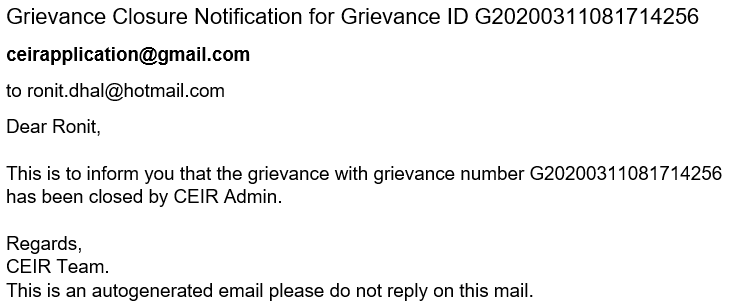 Grievance Closure Notification for Grievance ID G20200311081714256
ceirapplication@gmail.com
to ronit.dhal@hotmail.com
Dear Ronit,
This is to inform you that the grievance with grievance number G20200311081714256
has been closed by CEIR Admin.
Regards,
CEIR Team.
This is an autogenerated email please do not reply on this mail.